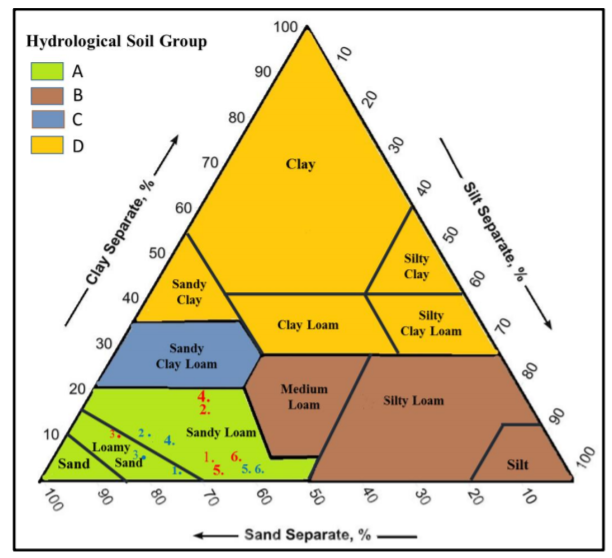 Hydrological Soil Group
A
B
C
D
100
90
80
70
60
50
40
30
20
10
Clay Separate, %
10
20
30
40
50
60
70
80
90
100
Silt Separate, %
Clay
Silty
Clay
Sandy
Clay
Clay Loam
Silty
Clay Loam
Sandy
Clay Loam
Medium
Loam
Silty Loam
4.
2.
Sandy Loam
3.
2.
4.
Loamy
Sand
3.
Sand
1.
1.
6.
5.
5.
6.
Silt
100
90
80
70
60
50
40
30
20
10
Sand Separate, %